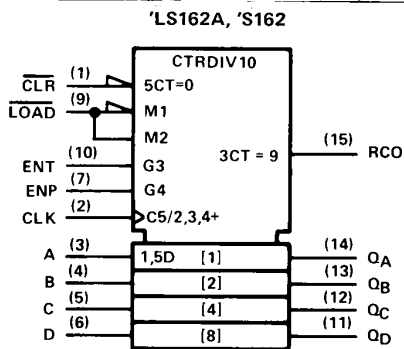 'LS162A, 'S162
CTRDIV10
CLR (1) 5CT=0
LOAD (9) M1
M2
ENT (10) G3 3CT = 9 (15) RCO
ENP (7) G4
CLK (2) C5/2,3,4+
A (3) 1,5D [1] (14) QA
B (4) [2] (13) QB
C (5) [4] (12) QC
D (6) [8] (11) QD